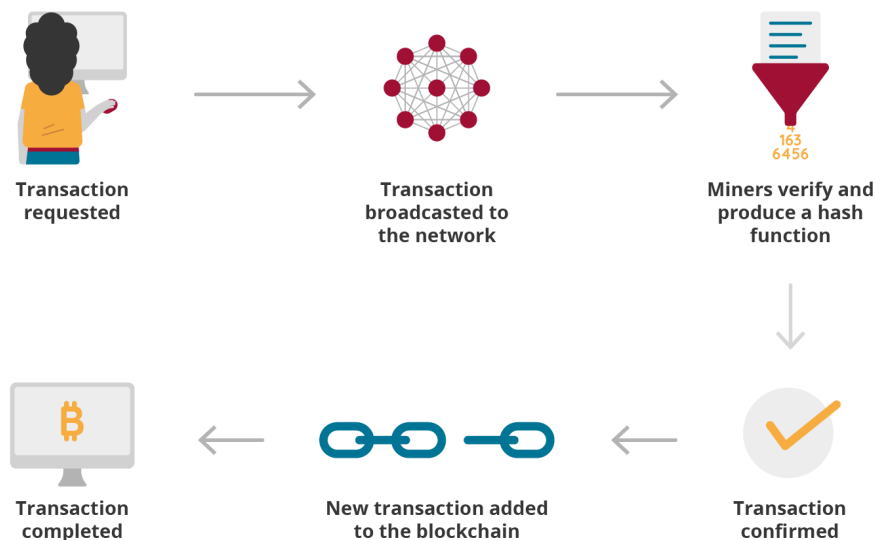 4
163
6456
Transaction
requested
Transaction
broadcasted to
the network
Miners verify and
produce a hash
function
Transaction
completed
New transaction added
to the blockchain
Transaction
confirmed